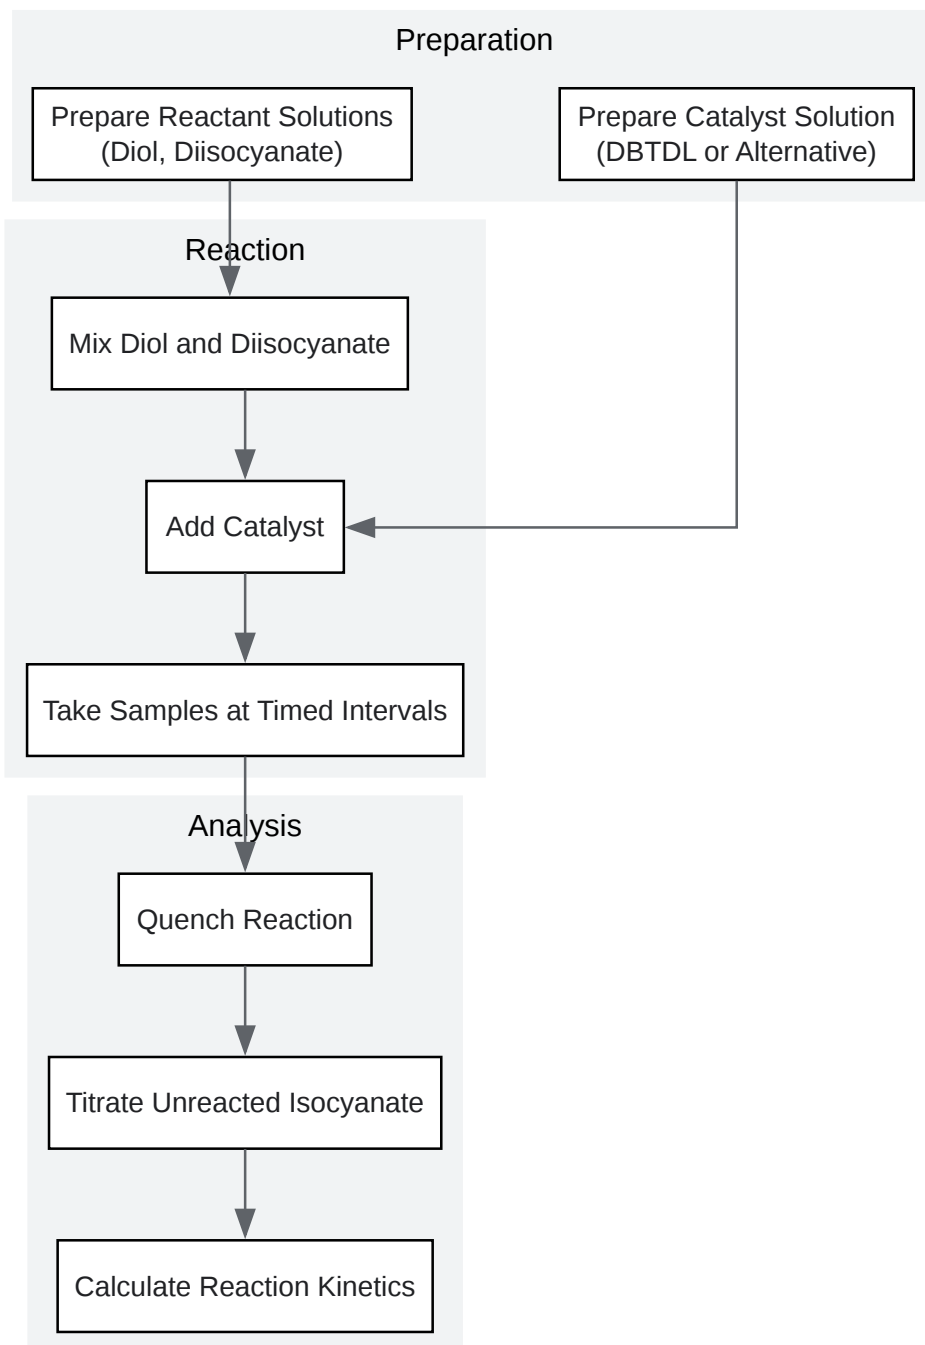 Preparation
Prepare Reactant Solutions
(Diol, Diisocyanate)
Prepare Catalyst Solution
(DBTDL or Alternative)
Reaction
Mix Diol and Diisocyanate
Add Catalyst
Take Samples at Timed Intervals
Analysis
Quench Reaction
Titrate Unreacted Isocyanate
Calculate Reaction Kinetics